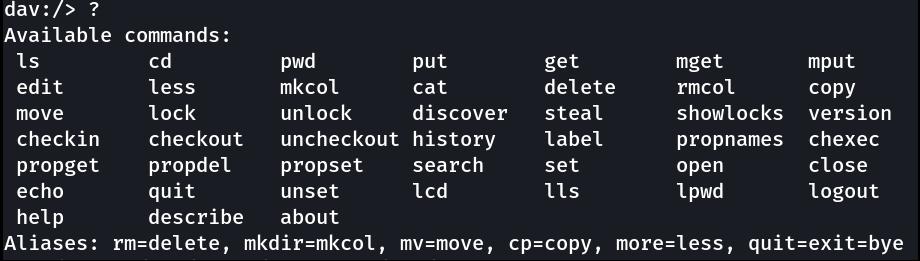 dav:/> ?
Available commands:
ls cd pwd put get mget mput
edit less mkcol cat delete rmcol copy
move lock unlock discover steal showlocks version
checkin checkout uncheckout history label propnames chexec
propget propdel propset search set open close
echo quit unset lcd lls lpwd logout
help describe about
Aliases: rm=delete, mkdir=mkcol, mv=move, cp=copy, more=less, quit=exit=bye